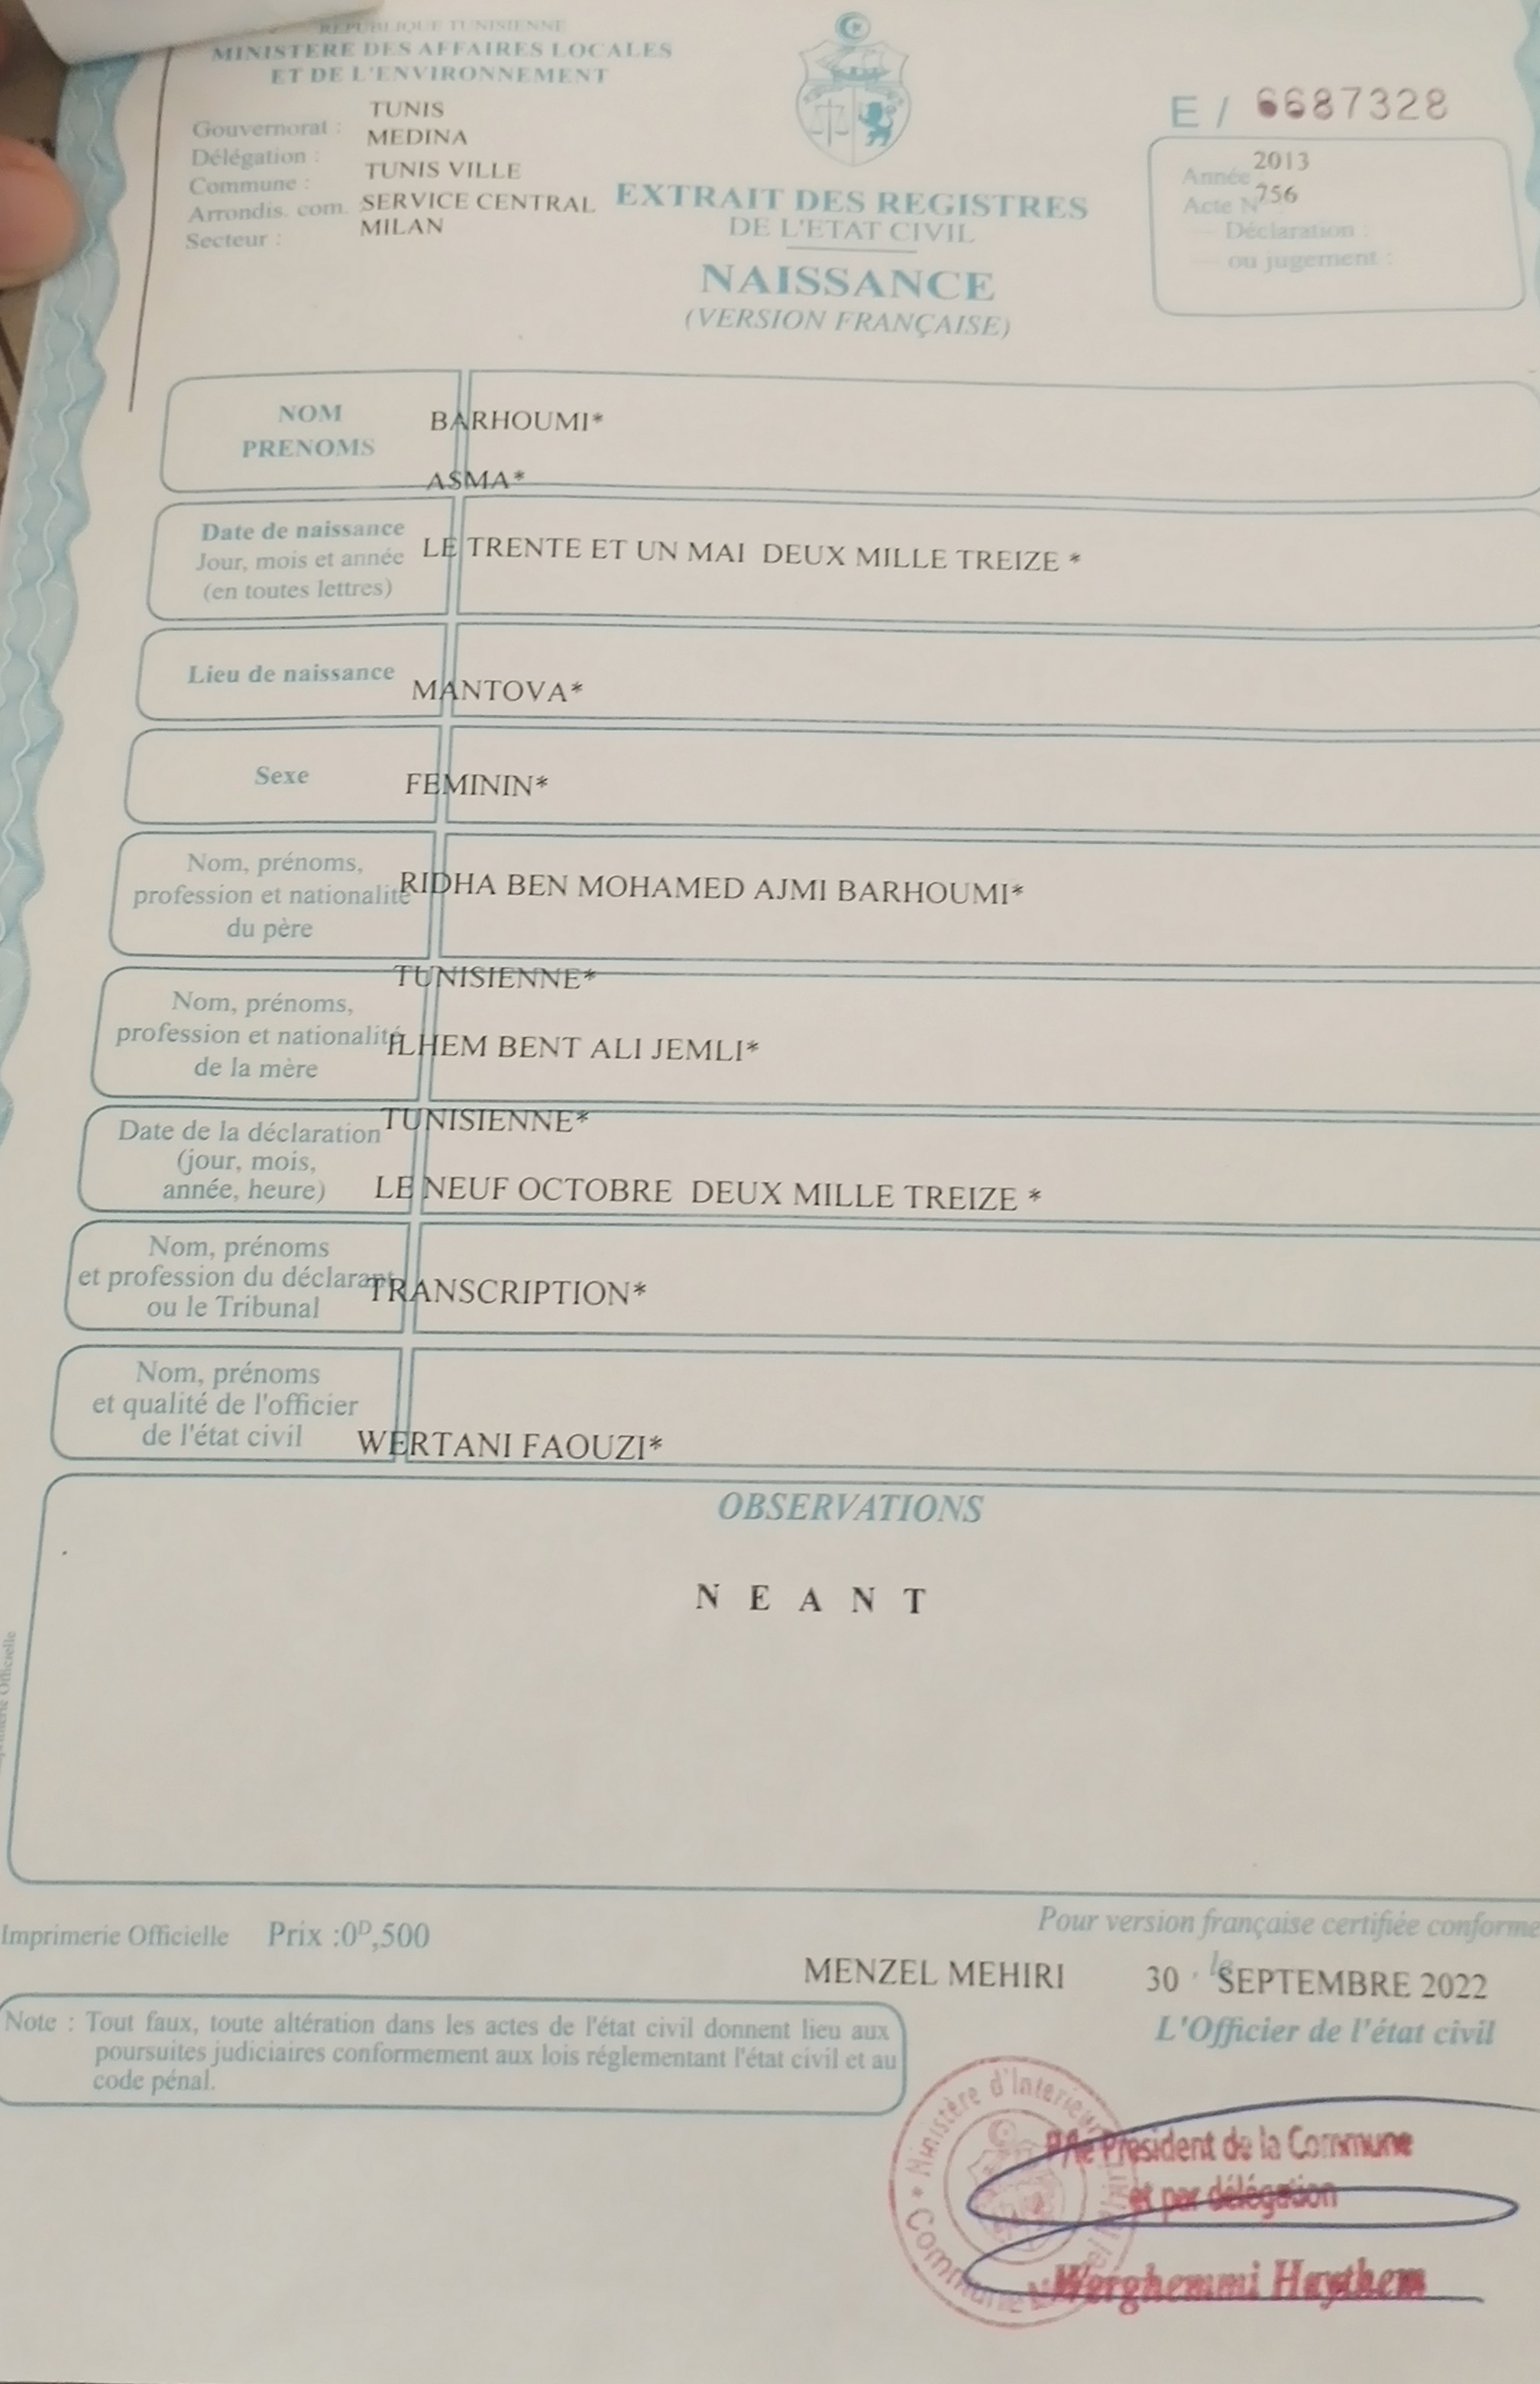 REPUBLIQUE TUNISIENNE
MINISTERE DES AFFAIRES LOCALES
ET DE L'ENVIRONNEMENT
Gouvernorat : TUNIS
Délégation : MEDINA
Commune : TUNIS VILLE
Arrondis. com. SERVICE CENTRAL
Secteur : MILAN
EXTRAIT DES REGISTRES
DE L'ETAT CIVIL
NAISSANCE
(VERSION FRANÇAISE)
E / 6687328
Année 2013
Acte N° 756
— Déclaration :
— ou jugement :
NOM BARHOUMI*
PRENOMS ASMA*
Date de naissance
Jour, mois et année
(en toutes lettres)
LE TRENTE ET UN MAI DEUX MILLE TREIZE *
Lieu de naissance MANTOVA*
Sexe FEMININ*
Nom, prénoms,
profession et nationalité
du père
RIDHA BEN MOHAMED AJMI BARHOUMI*
TUNISIENNE*
Nom, prénoms,
profession et nationalité
de la mère
ILHEM BENT ALI JEMLI*
TUNISIENNE*
Date de la déclaration
(jour, mois,
année, heure)
LE NEUF OCTOBRE DEUX MILLE TREIZE *
Nom, prénoms
et profession du déclarant
ou le Tribunal
TRANSCRIPTION*
Nom, prénoms
et qualité de l'officier
de l'état civil
WERTANI FAOUZI*
OBSERVATIONS
N E A N T
Imprimerie Officielle Prix :0D,500
Pour version française certifiée conforme
MENZEL MEHIRI 30 le SEPTEMBRE 2022
L'Officier de l'état civil
Note : Tout faux, toute altération dans les actes de l'état civil donnent lieu aux
poursuites judiciaires conformement aux lois réglementant l'état civil et au
code pénal.
Ministère d'Interieur
Commune
P/le President de la Commune
et par délégation
Werghemmi Haythem